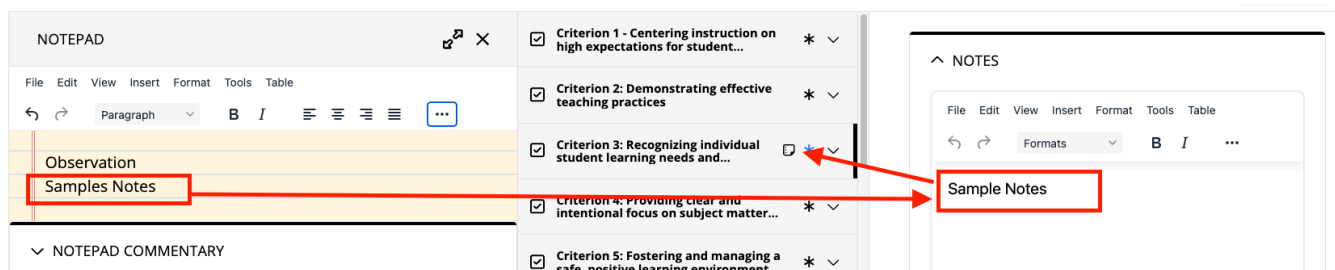 NOTEPAD
File Edit View Insert Format Tools Table
Paragraph B I
Observation
Samples Notes
NOTEPAD COMMENTARY
Criterion 1 - Centering instruction on
high expectations for student...
Criterion 2: Demonstrating effective
teaching practices
Criterion 3: Recognizing individual
student learning needs and...
Criterion 4: Providing clear and
intentional focus on subject matter...
Criterion 5: Fostering and managing a
safe, positive learning environment
NOTES
File Edit View Insert Format Tools Table
Formats B I
Sample Notes